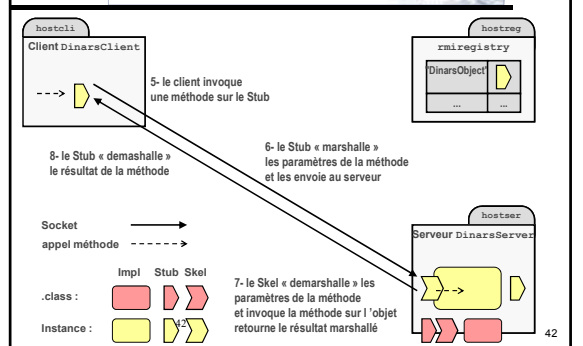 hostcli
Client DinarsClient
hostreg
rmiregistry
"DinarsObject"
... ...
5- le client invoque
une méthode sur le Stub
6- le Stub « marshalle »
les paramètres de la méthode
et les envoie au serveur
8- le Stub « demashalle »
le résultat de la méthode
hostser
Serveur DinarsServer
Socket
appel méthode
Impl Stub Skel
.class :
Instance :
42
7- le Skel « demarshalle » les
paramètres de la méthode
et invoque la méthode sur l 'objet
retourne le résultat marshallé
42